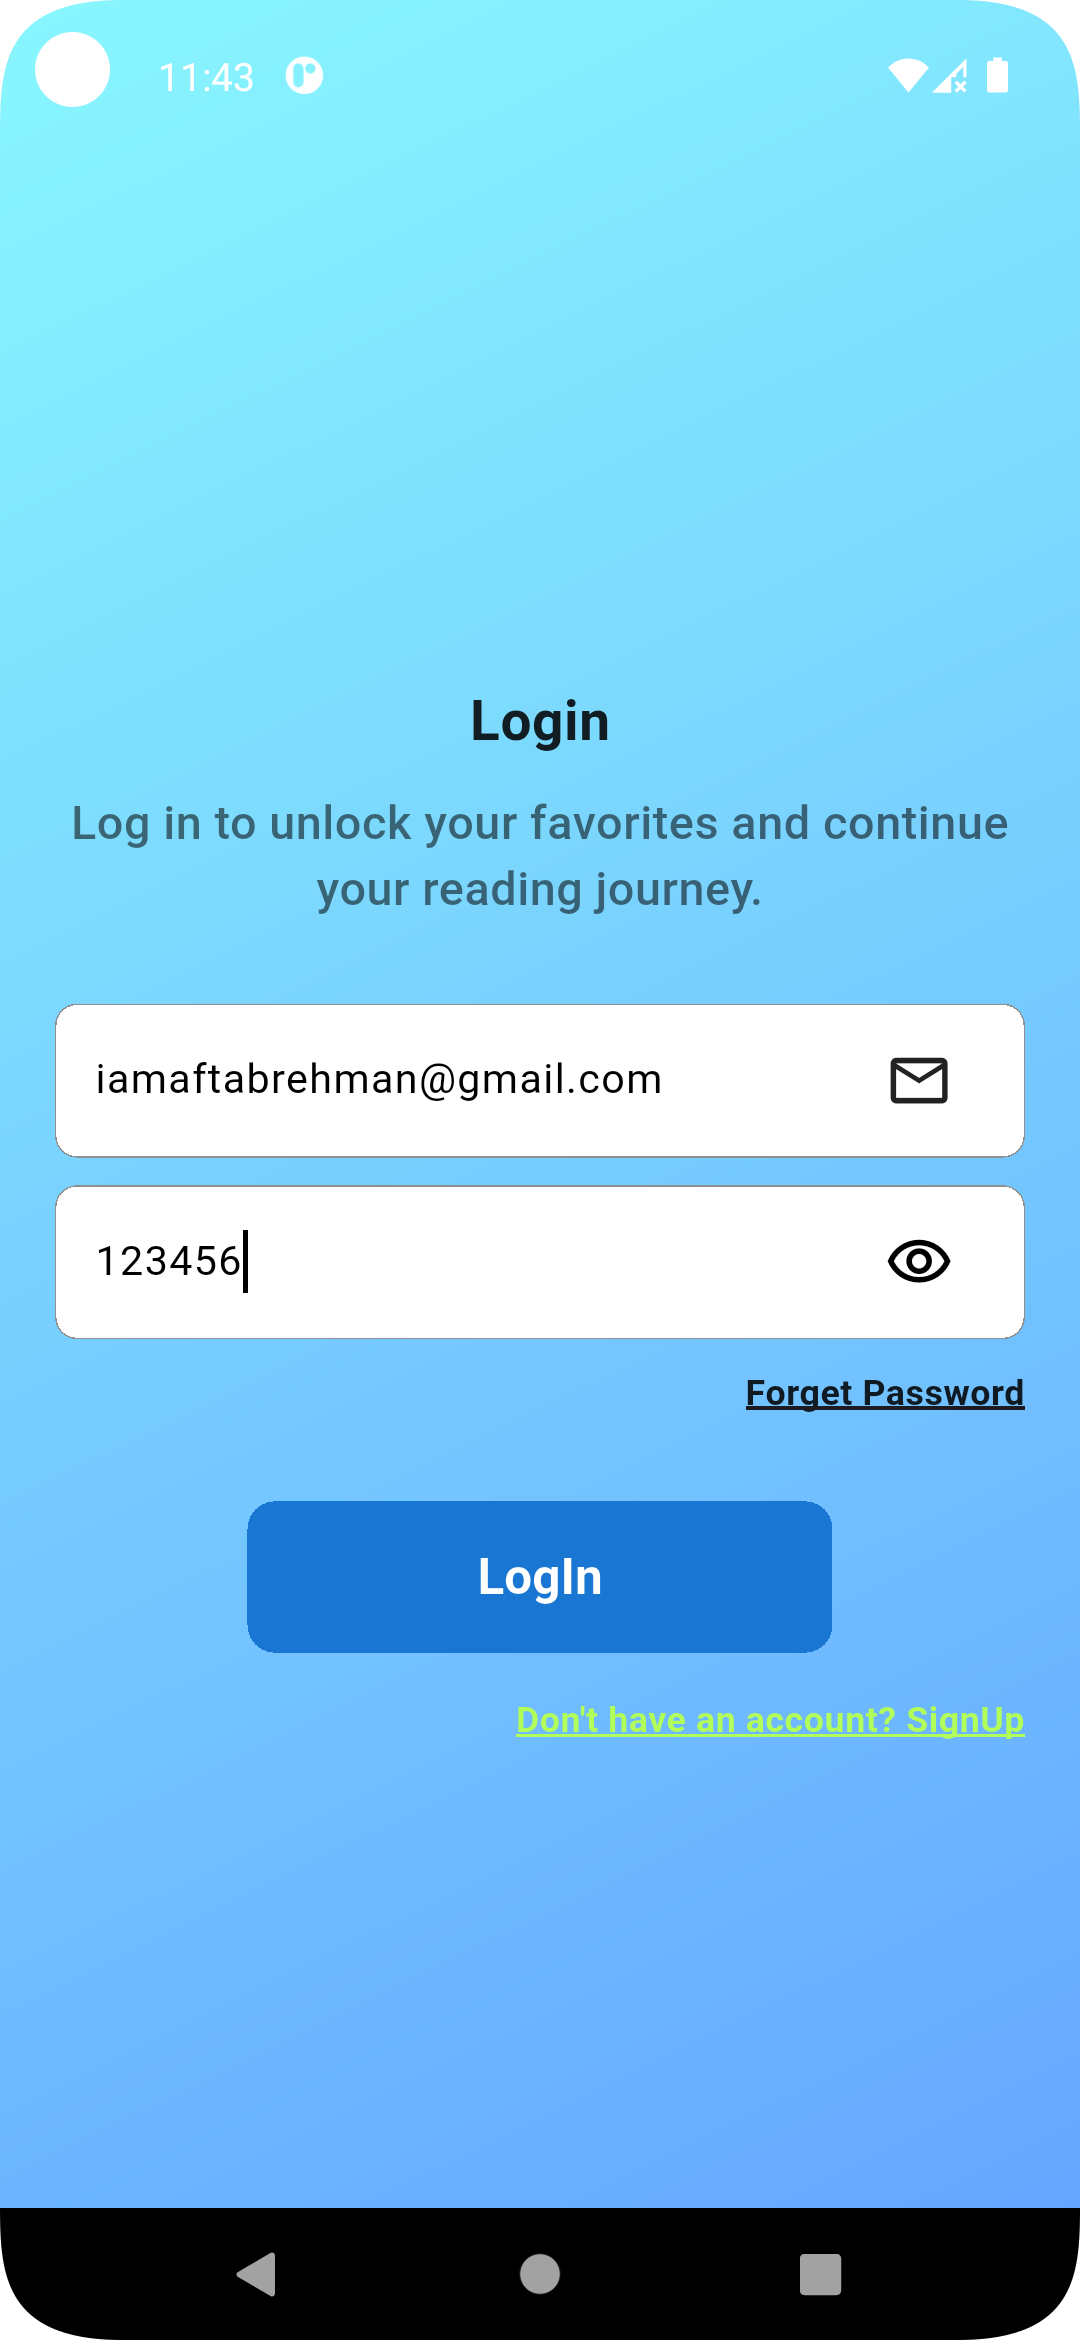 11:43
Login
Log in to unlock your favorites and continue
your reading journey.
iamaftabrehman@gmail.com
123456
Forget Password
LogIn
Don't have an account? SignUp